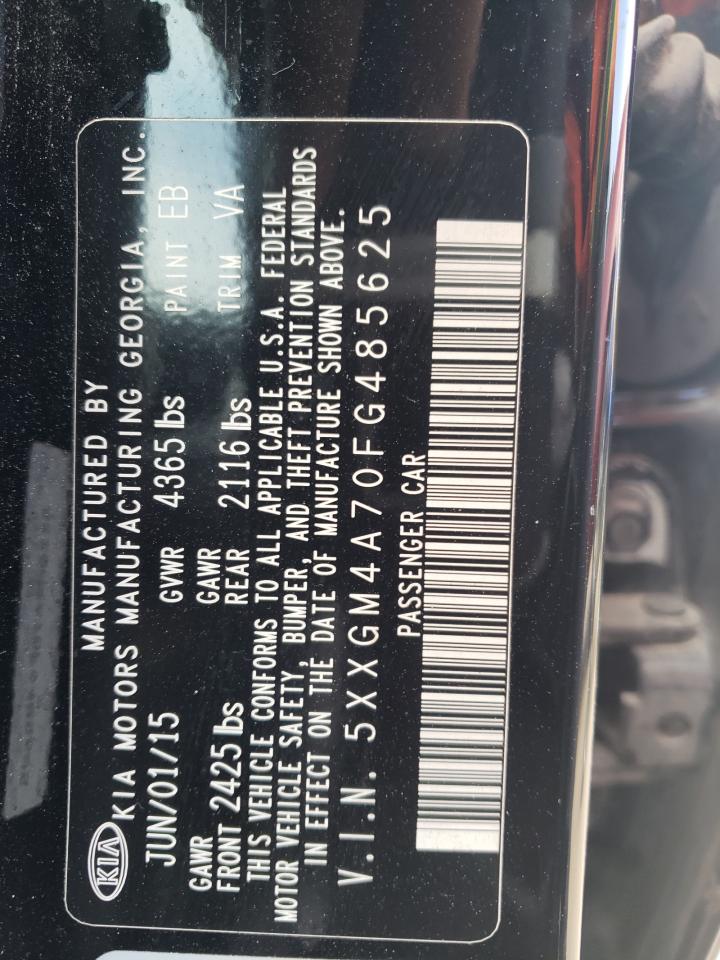 KIA
MANUFACTURED BY
KIA MOTORS MANUFACTURING GEORGIA, INC.
JUN/01/15 GVWR 4365 lbs PAINT EB
GAWR GAWR
FRONT 2425 lbs REAR 2116 lbs TRIM VA
THIS VEHICLE CONFORMS TO ALL APPLICABLE U.S.A. FEDERAL
MOTOR VEHICLE SAFETY, BUMPER, AND THEFT PREVENTION STANDARDS
IN EFFECT ON THE DATE OF MANUFACTURE SHOWN ABOVE.
V.I.N. 5XXGM4A70FG485625
PASSENGER CAR